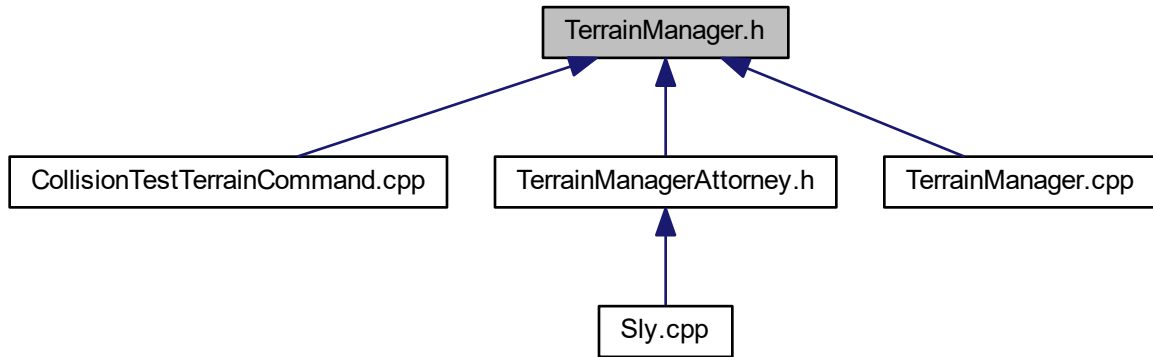 TerrainManager.h
CollisionTestTerrainCommand.cpp
TerrainManagerAttorney.h
TerrainManager.cpp
Sly.cpp